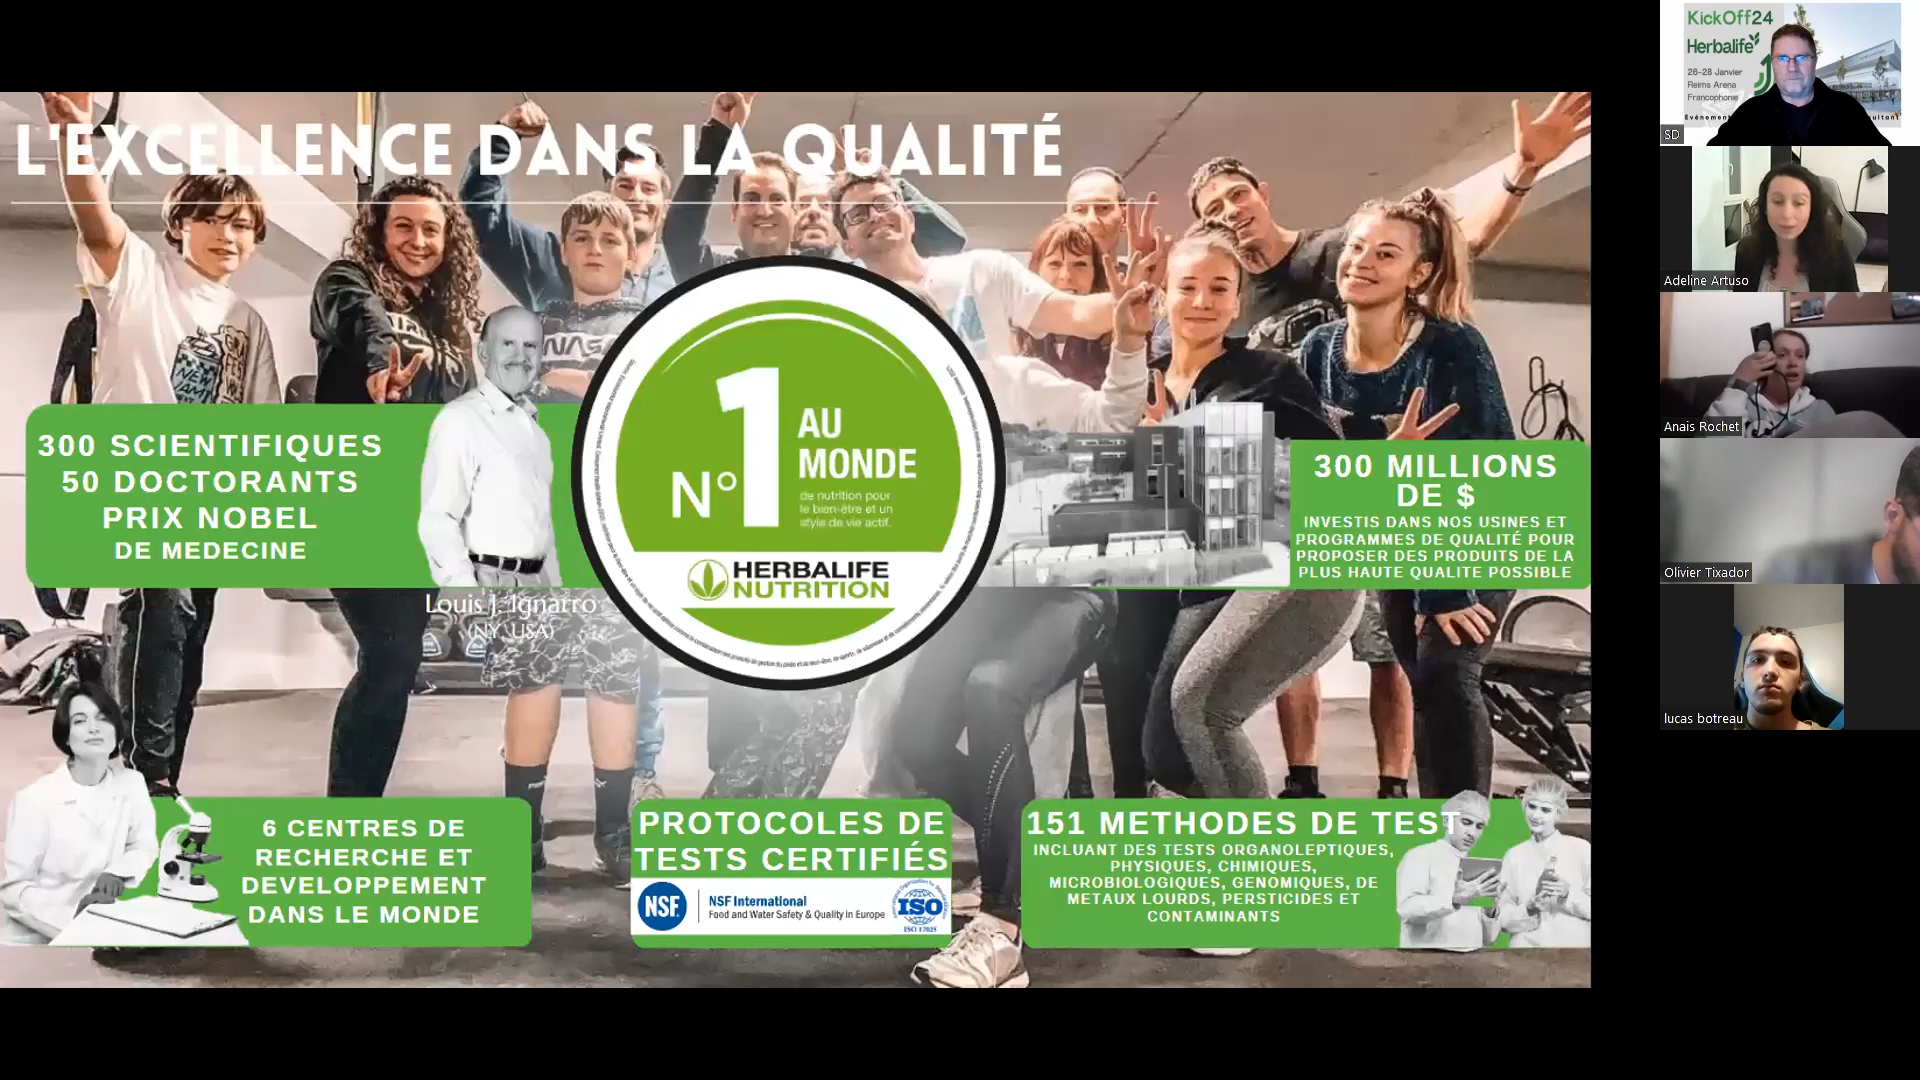 L'EXCELLENCE DANS LA QUALITÉ
300 SCIENTIFIQUES
50 DOCTORANTS
PRIX NOBEL
DE MEDECINE
Louis J. Ignarro
(NY, USA)
N°1
AU
MONDE
de nutrition pour
le bien-être et un
style de vie actif.
HERBALIFE
NUTRITION
300 MILLIONS
DE $
INVESTIS DANS NOS USINES ET
PROGRAMMES DE QUALITÉ POUR
PROPOSER DES PRODUITS DE LA
PLUS HAUTE QUALITE POSSIBLE
6 CENTRES DE
RECHERCHE ET
DEVELOPPEMENT
DANS LE MONDE
PROTOCOLES DE
TESTS CERTIFIÉS
NSF
NSF International
Food and Water Safety & Quality in Europe
ISO
ISO 17025
151 METHODES DE TEST
INCLUANT DES TESTS ORGANOLEPTIQUES,
PHYSIQUES, CHIMIQUES,
MICROBIOLOGIQUES, GENOMIQUES, DE
METAUX LOURDS, PERSTICIDES ET
CONTAMINANTS
KickOff24
Herbalife
26-28 Janvier
Reims Arena
Francophonie
SD
Adeline Artuso
Anais Rochet
Olivier Tixador
lucas botreau